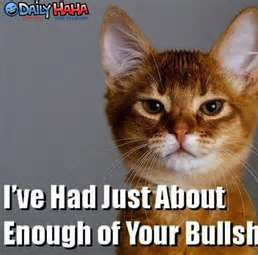 DAILY HAHA
I've Had Just About
Enough of Your Bullsh